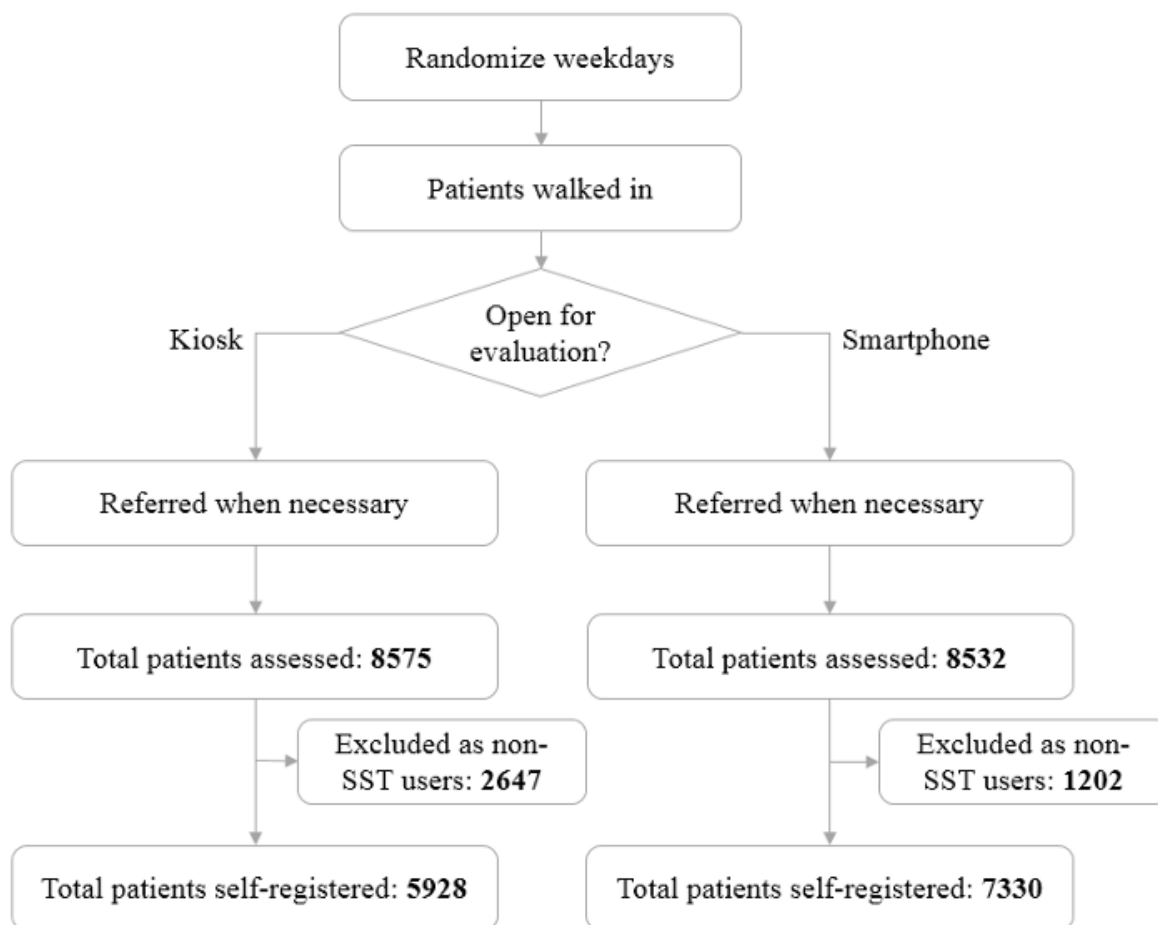 Randomize weekdays
Patients walked in
Open for
evaluation?
Kiosk
Smartphone
Referred when necessary
Referred when necessary
Total patients assessed: 8575
Total patients assessed: 8532
Excluded as non-
SST users: 2647
Excluded as non-
SST users: 1202
Total patients self-registered: 5928
Total patients self-registered: 7330